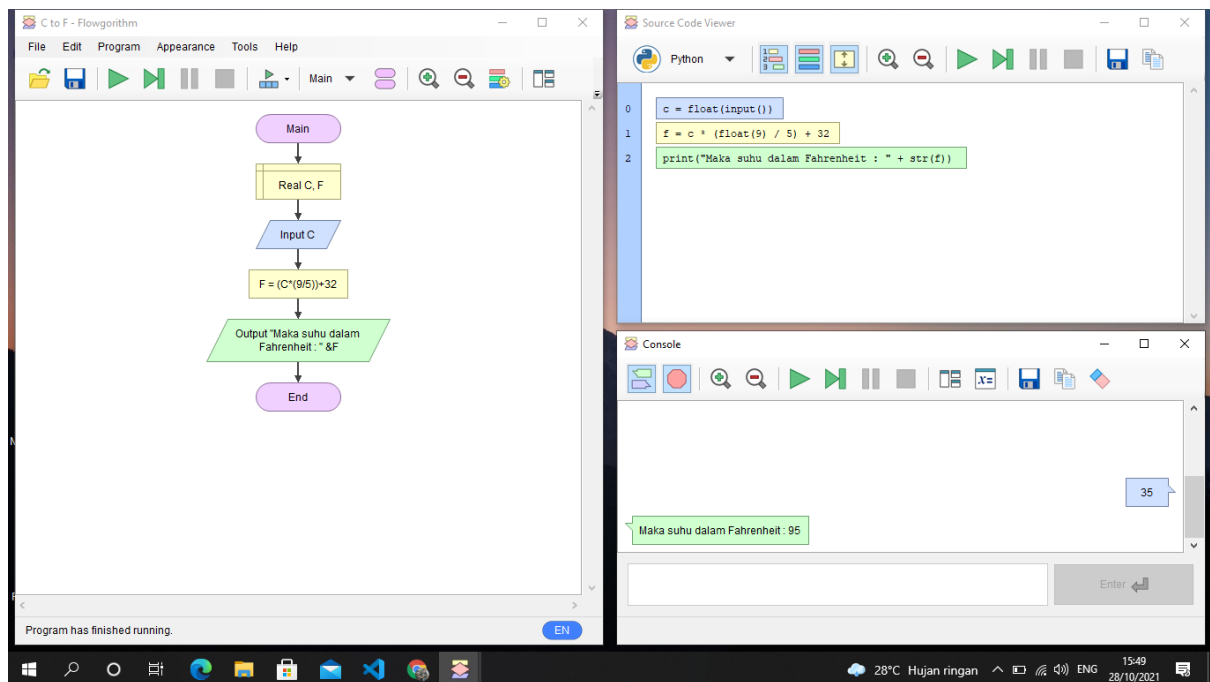 C to F - Flowgorithm
File Edit Program Appearance Tools Help
Main
Main
Real C, F
Input C
F = (C*(9/5))+32
Output "Maka suhu dalam
Fahrenheit : " &F
End
Program has finished running.
EN
Source Code Viewer
Python
0 c = float(input())
1 f = c * (float(9) / 5) + 32
2 print("Maka suhu dalam Fahrenheit : " + str(f))
Console
35
Maka suhu dalam Fahrenheit : 95
Enter
28°C Hujan ringan
ENG
15:49
28/10/2021